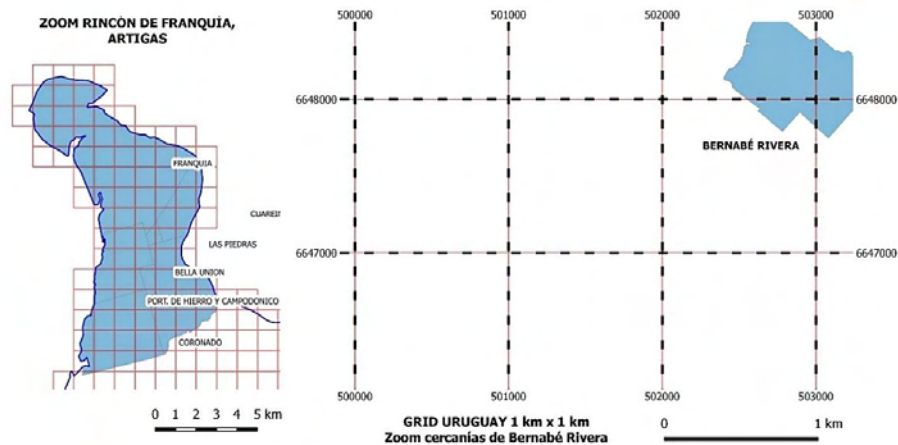 ZOOM RINCÓN DE FRANQUÍA,
ARTIGAS
FRANQUIA
LAS PIEDRAS
BELLA UNION
PORT. DE HIERRO Y CAMPODONICO
CORONADO
0 1 2 3 4 5 km
500000 501000 502000 503000
6648000
BERNABÉ RIVERA
6647000 6647000
500000 501000 502000 503000
GRID URUGUAY 1 km x 1 km
Zoom cercanías de Bernabé Rivera
0 1 km